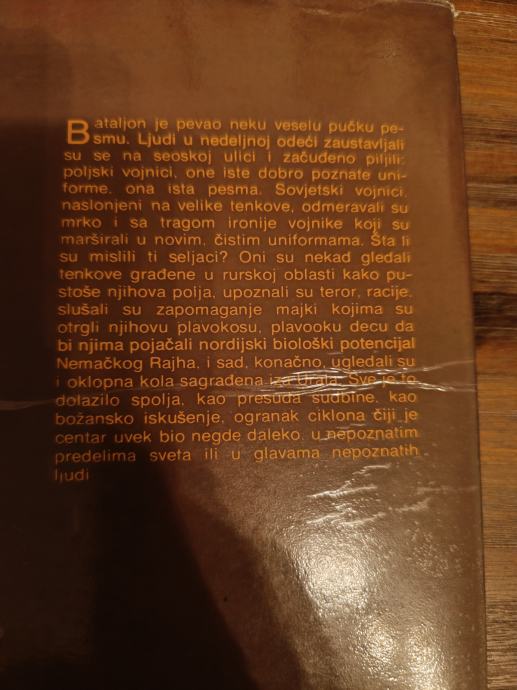 Bataljon je pevao neku veselu pučku pe-
smu. Ljudi u nedeljnoj odeći zaustavljali
su se na seoskoj ulici i začuđeno piljili:
poljski vojnici, one iste dobro poznate uni-
forme, ona ista pesma. Sovjetski vojnici,
naslonjeni na velike tenkove, odmeravali su
mrko i sa tragom ironije vojnike koji su
marširali u novim, čistim uniformama. Šta li
su mislili ti seljaci? Oni su nekad gledali
tenkove građene u rurskoj oblasti kako pu-
stoše njihova polja, upoznali su teror, racije,
slušali su zapomaganje majki kojima su
otrgli njihovu plavokosu, plavooku decu da
bi njima pojačali nordijski biološki potencijal
Nemačkog Rajha, i sad, konačno, ugledali su
i oklopna kola sagrađena iza Urala. Sve je to
dolazilo spolja, kao presuda sudbine, kao
božansko iskušenje, ogranak ciklona čiji je
centar uvek bio negde daleko, u nepoznatim
predelima sveta ili u glavama nepoznatih
ljudi